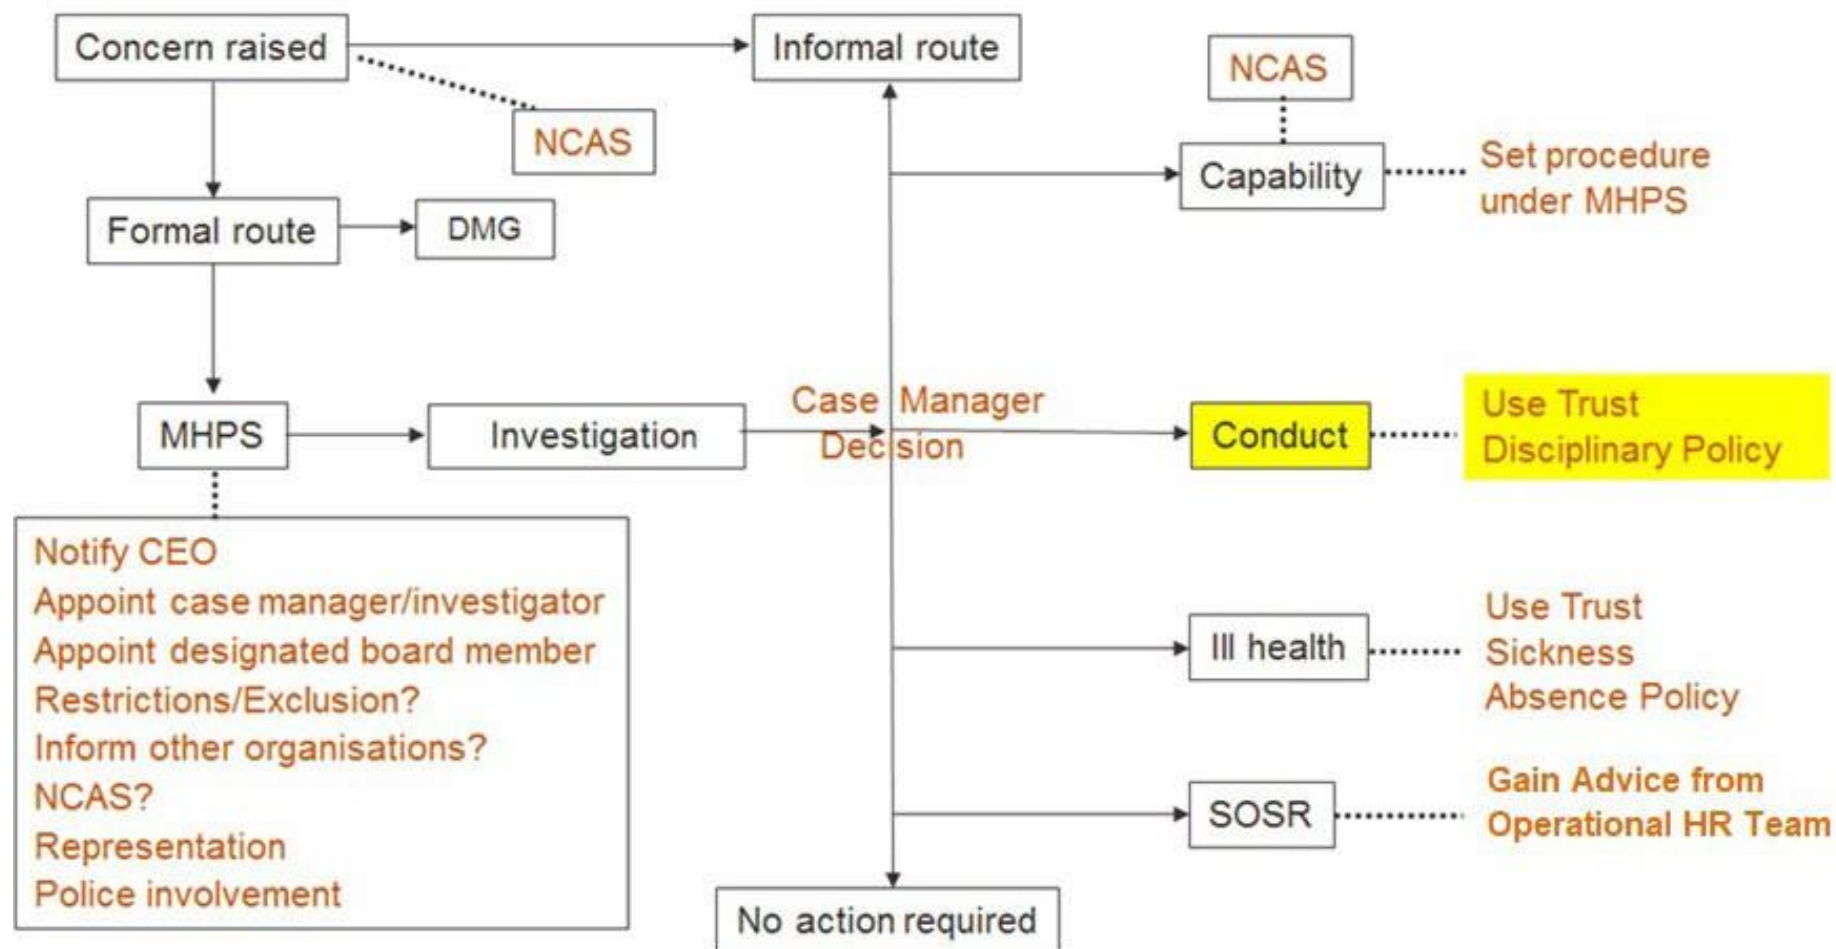 Concern raised
Informal route
NCAS
NCAS
Capability
Set procedure
under MHPS
Formal route
DMG
MHPS
Investigation
Case Manager
Decision
Conduct
Use Trust
Disciplinary Policy
Notify CEO
Appoint case manager/investigator
Appoint designated board member
Restrictions/Exclusion?
Inform other organisations?
NCAS?
Representation
Police involvement
Ill health
Use Trust
Sickness
Absence Policy
SOSR
Gain Advice from
Operational HR Team
No action required